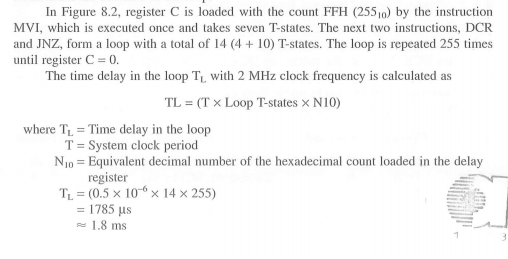 In Figure 8.2, register C is loaded with the count FFH (255₁₀) by the instruction
MVI, which is executed once and takes seven T-states. The next two instructions, DCR
and JNZ, form a loop with a total of 14 (4 + 10) T-states. The loop is repeated 255 times
until register C = 0.
The time delay in the loop T_L with 2 MHz clock frequency is calculated as
TL = (T × Loop T-states × N10)
where T_L = Time delay in the loop
T = System clock period
N₁₀ = Equivalent decimal number of the hexadecimal count loaded in the delay
register
T_L = (0.5 × 10⁻⁶ × 14 × 255)
= 1785 μs
≈ 1.8 ms
1 3